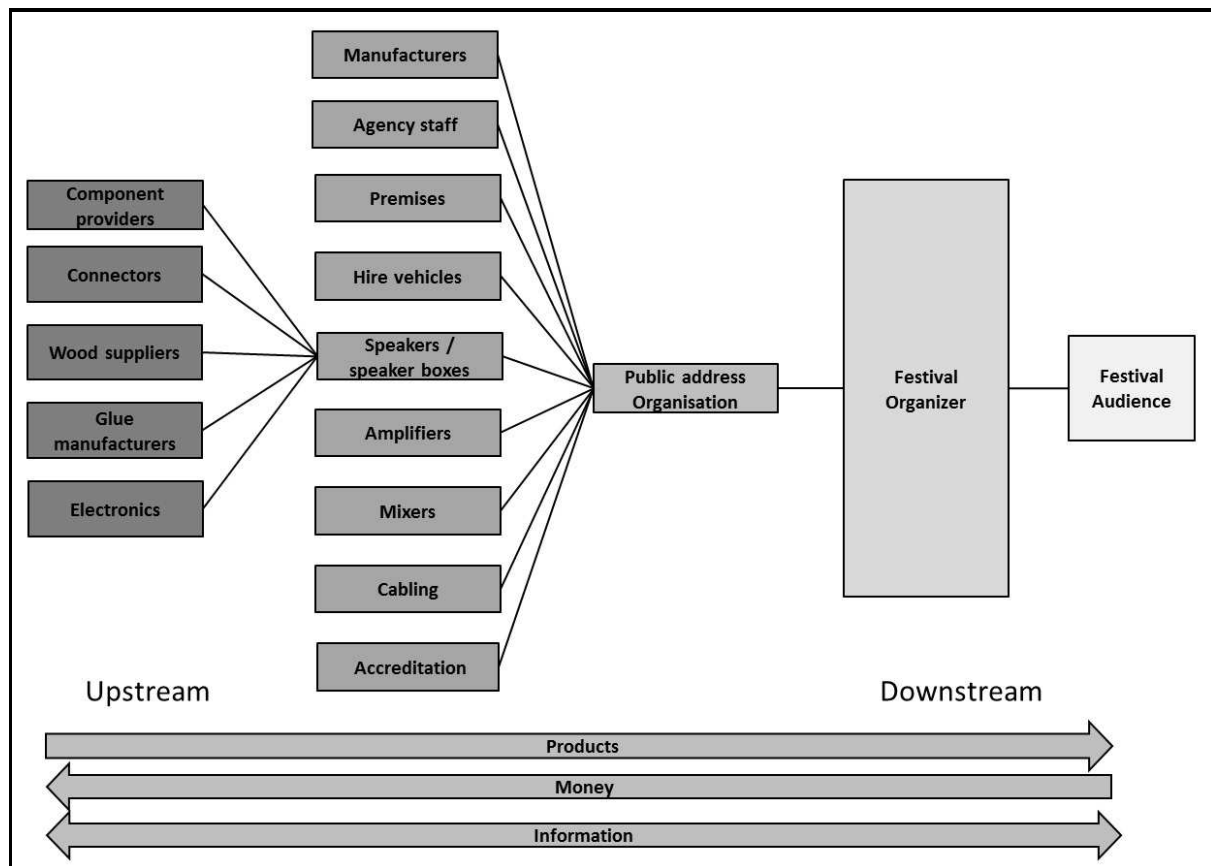 Manufacturers
Agency staff
Premises
Hire vehicles
Speakers /
speaker boxes
Amplifiers
Mixers
Cabling
Accreditation
Component
providers
Connectors
Wood suppliers
Glue
manufacturers
Electronics
Public address
Organisation
Festival
Organizer
Festival
Audience
Upstream
Downstream
Products
Money
Information